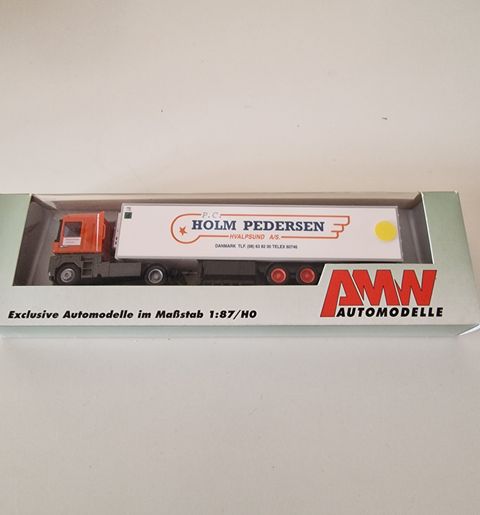 P.C.
HOLM PEDERSEN
HVALPSUND A/S.
DANMARK TLF. (08) 63 82 00 TELEX 60746
AMW
AUTOMODELLE
Exclusive Automodelle im Maßstab 1:87/HO